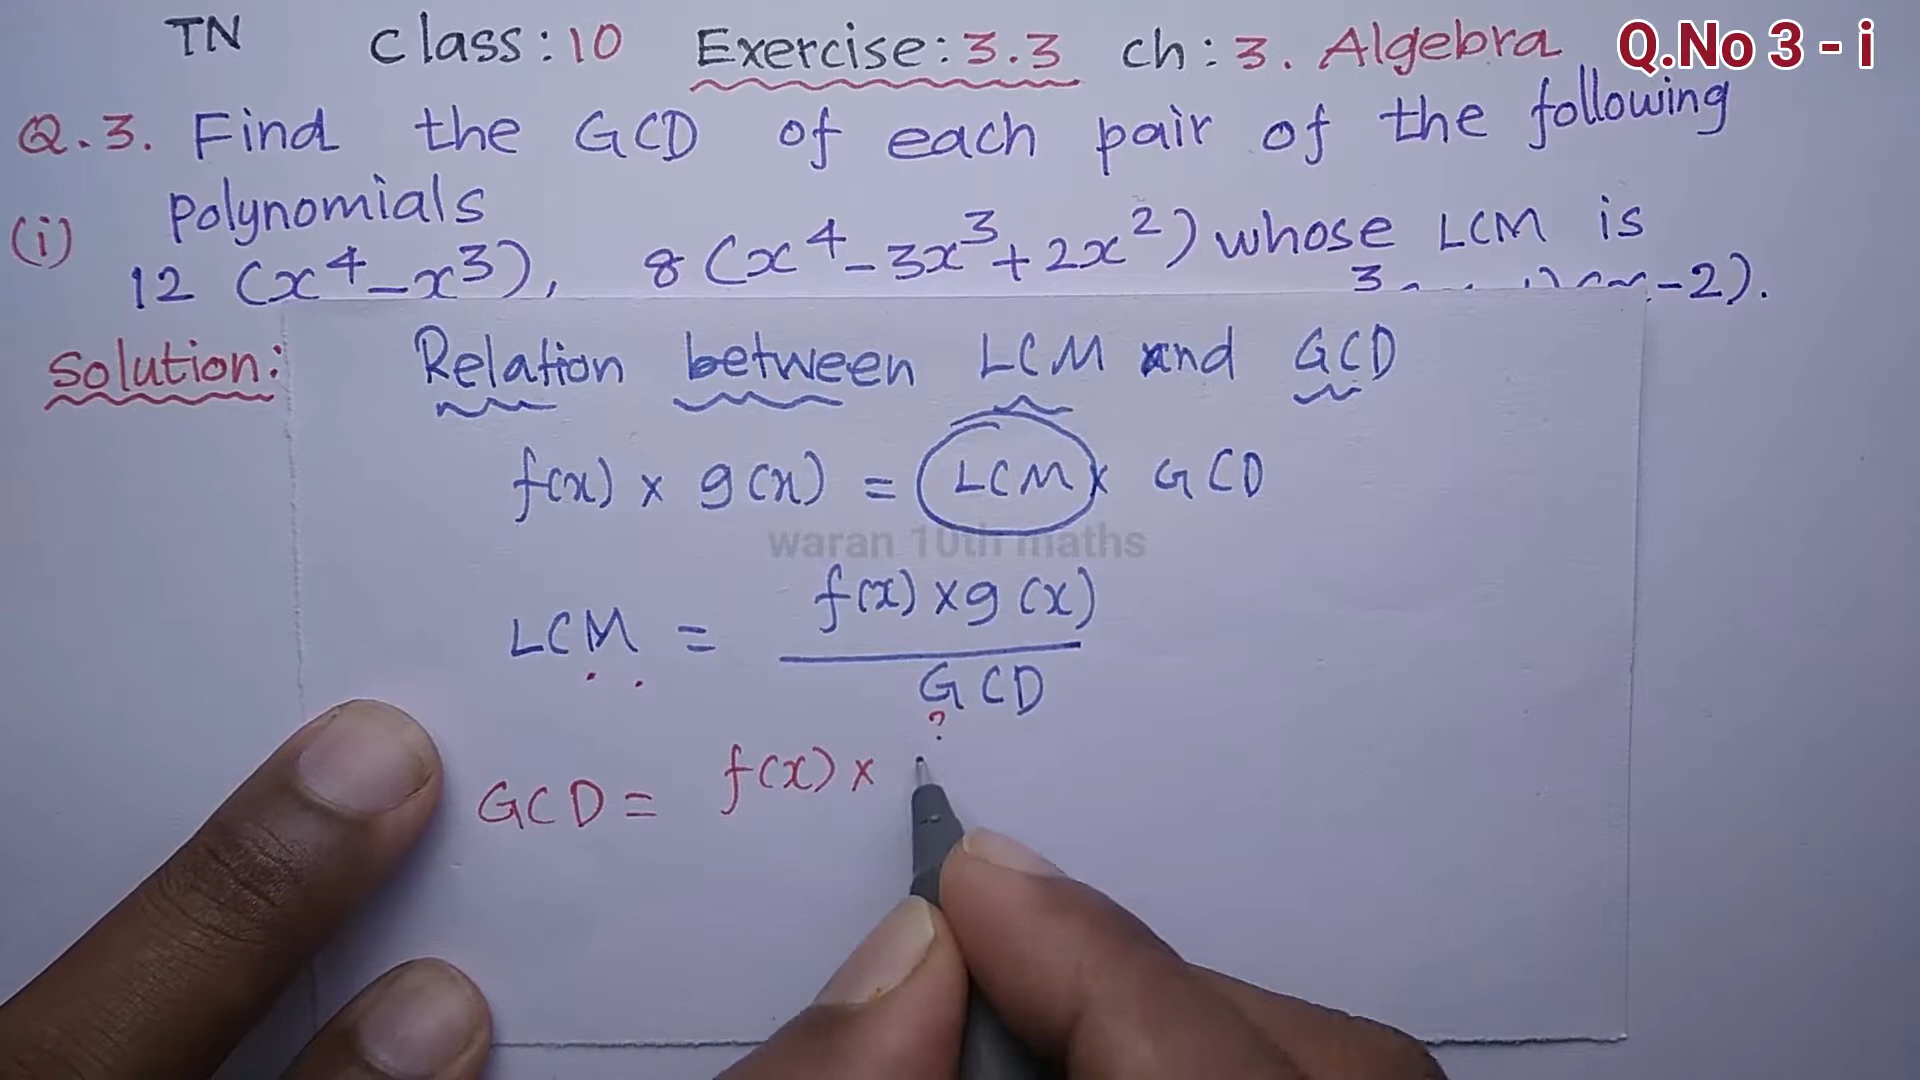 TN Class: 10 Exercise: 3.3 ch: 3. Algebra Q.No 3 - i
Q.3. Find the GCD of each pair of the following
polynomials
(i) 12 (x⁴-x³), 8 (x⁴-3x³+2x²) whose LCM is
3 -2).
Solution: Relation between LCM and GCD
f(x) × g(x) = LCM × GCD
waran 10th maths
LCM = f(x) × g(x) / GCD
?
GCD = f(x) ×